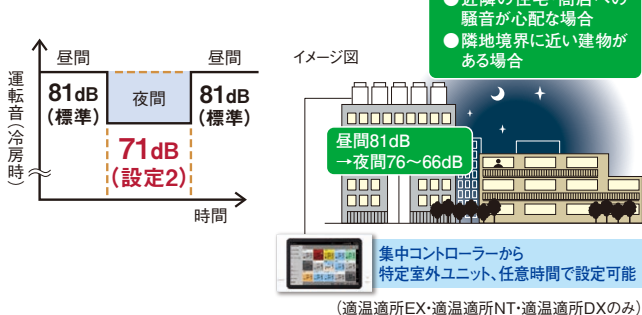 ●近隣の住宅・商店への
騒音が心配な場合
●隣地境界に近い建物が
ある場合
イメージ図
運転音(冷房時)
昼間
夜間
昼間
81dB
(標準)
81dB
(標準)
71dB
(設定2)
時間
昼間81dB
→夜間76～66dB
集中コントローラーから
特定室外ユニット、任意時間で設定可能
(適温適所EX・適温適所NT・適温適所DXのみ)